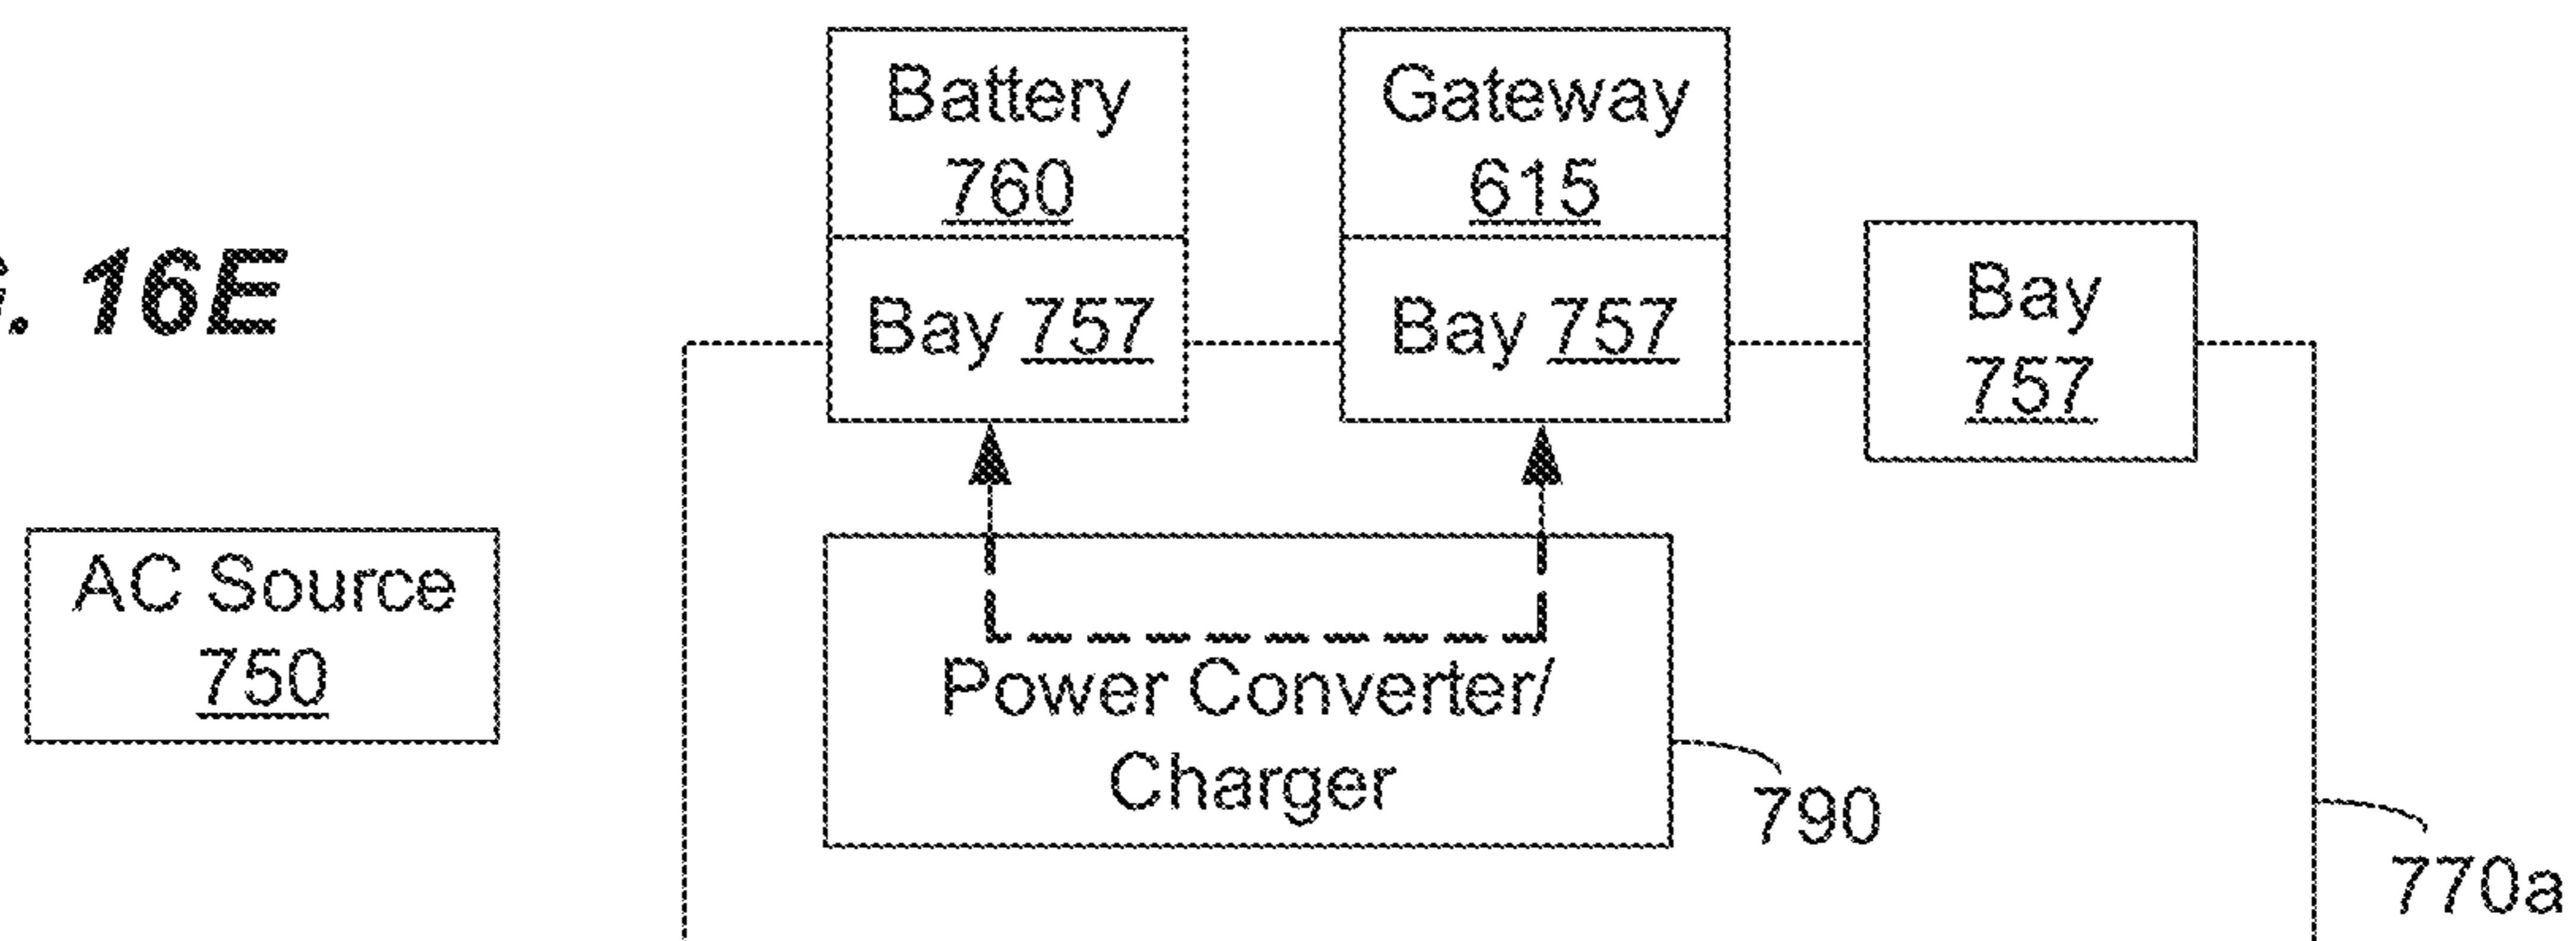 Battery
760
Gateway
615
Bay 757
Bay 757
Bay
757
. 16E
AC Source
750
Power Converter/
Charger
790
770a